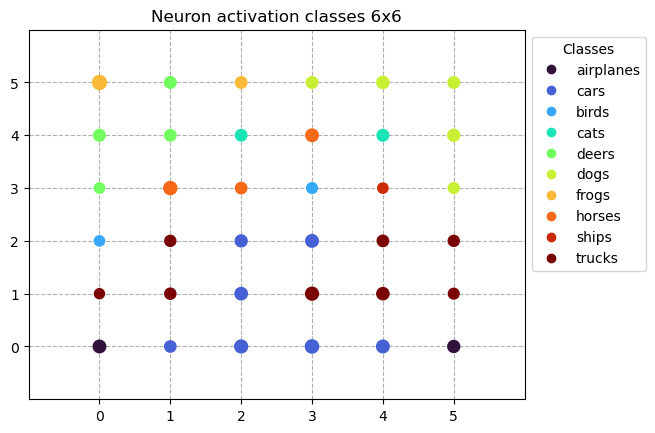 Neuron activation classes 6x6
Classes
airplanes
cars
birds
cats
deers
dogs
frogs
horses
ships
trucks
5
4
3
2
1
0
0 1 2 3 4 5